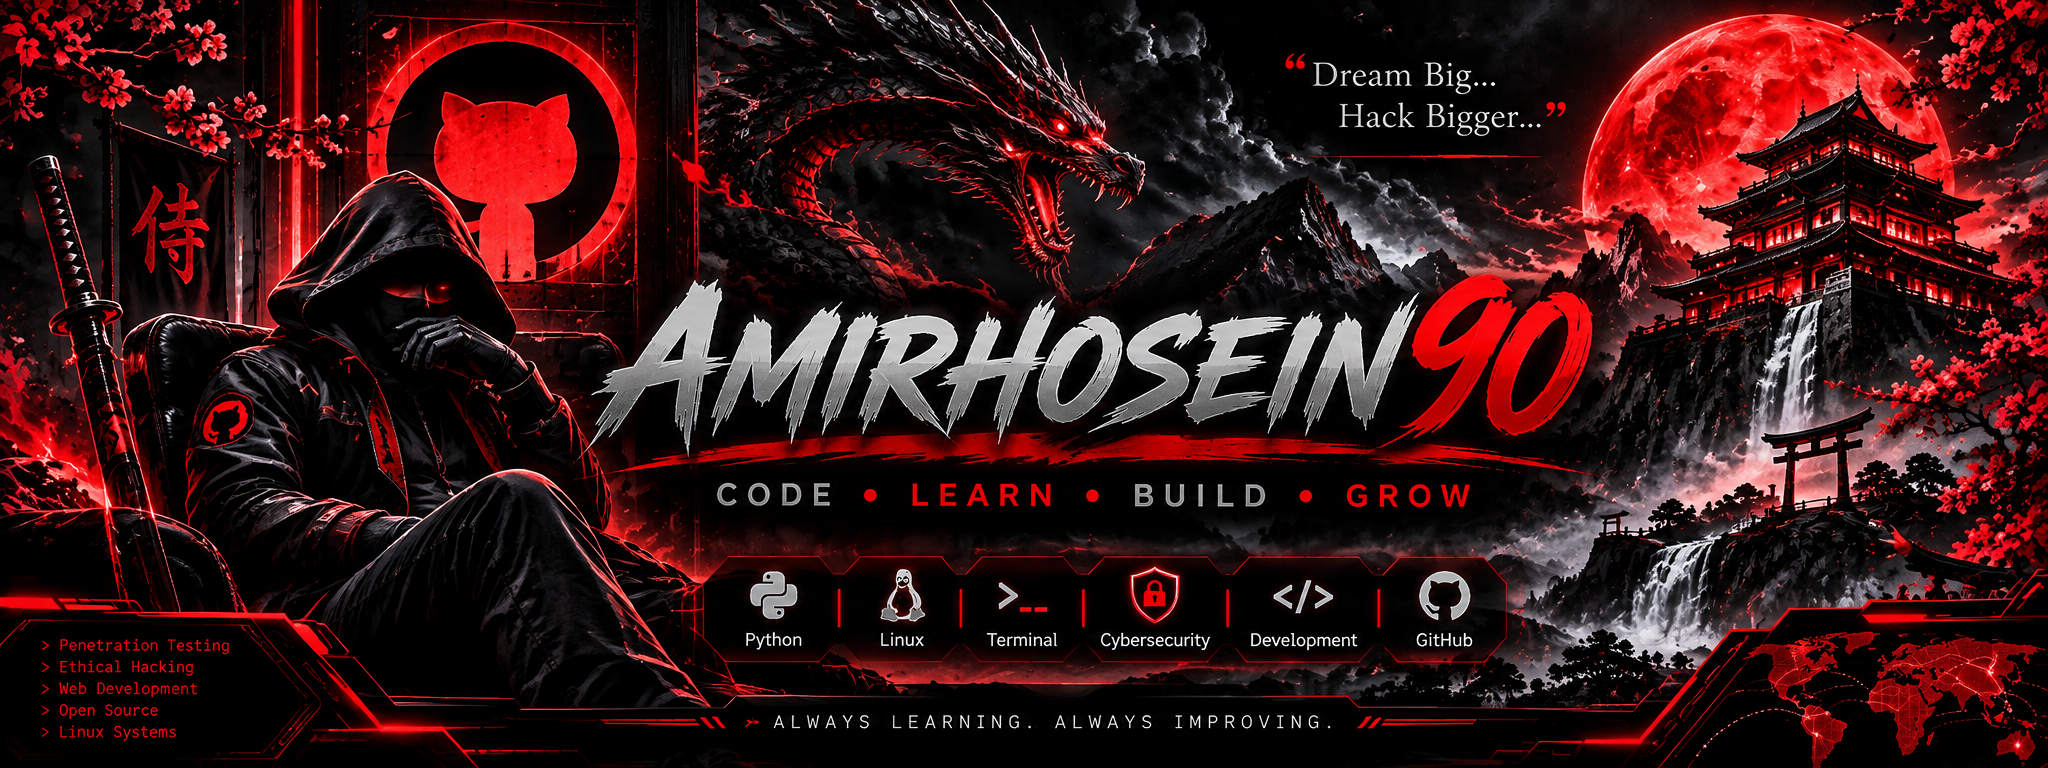 侍
“Dream Big...
Hack Bigger...”
AMIRHOSEIN90
CODE • LEARN • BUILD • GROW
>__
</>
Python
Linux
Terminal
Cybersecurity
Development
GitHub
> Penetration Testing
> Ethical Hacking
> Web Development
> Open Source
> Linux Systems
ALWAYS LEARNING. ALWAYS IMPROVING.